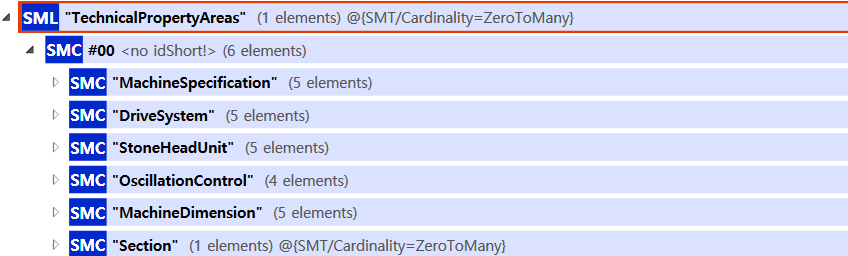 SML "TechnicalPropertyAreas" (1 elements) @{SMT/Cardinality=ZeroToMany}
SMC #00 <no idShort!> (6 elements)
SMC "MachineSpecification" (5 elements)
SMC "DriveSystem" (5 elements)
SMC "StoneHeadUnit" (5 elements)
SMC "OscillationControl" (4 elements)
SMC "MachineDimension" (5 elements)
SMC "Section" (1 elements) @{SMT/Cardinality=ZeroToMany}